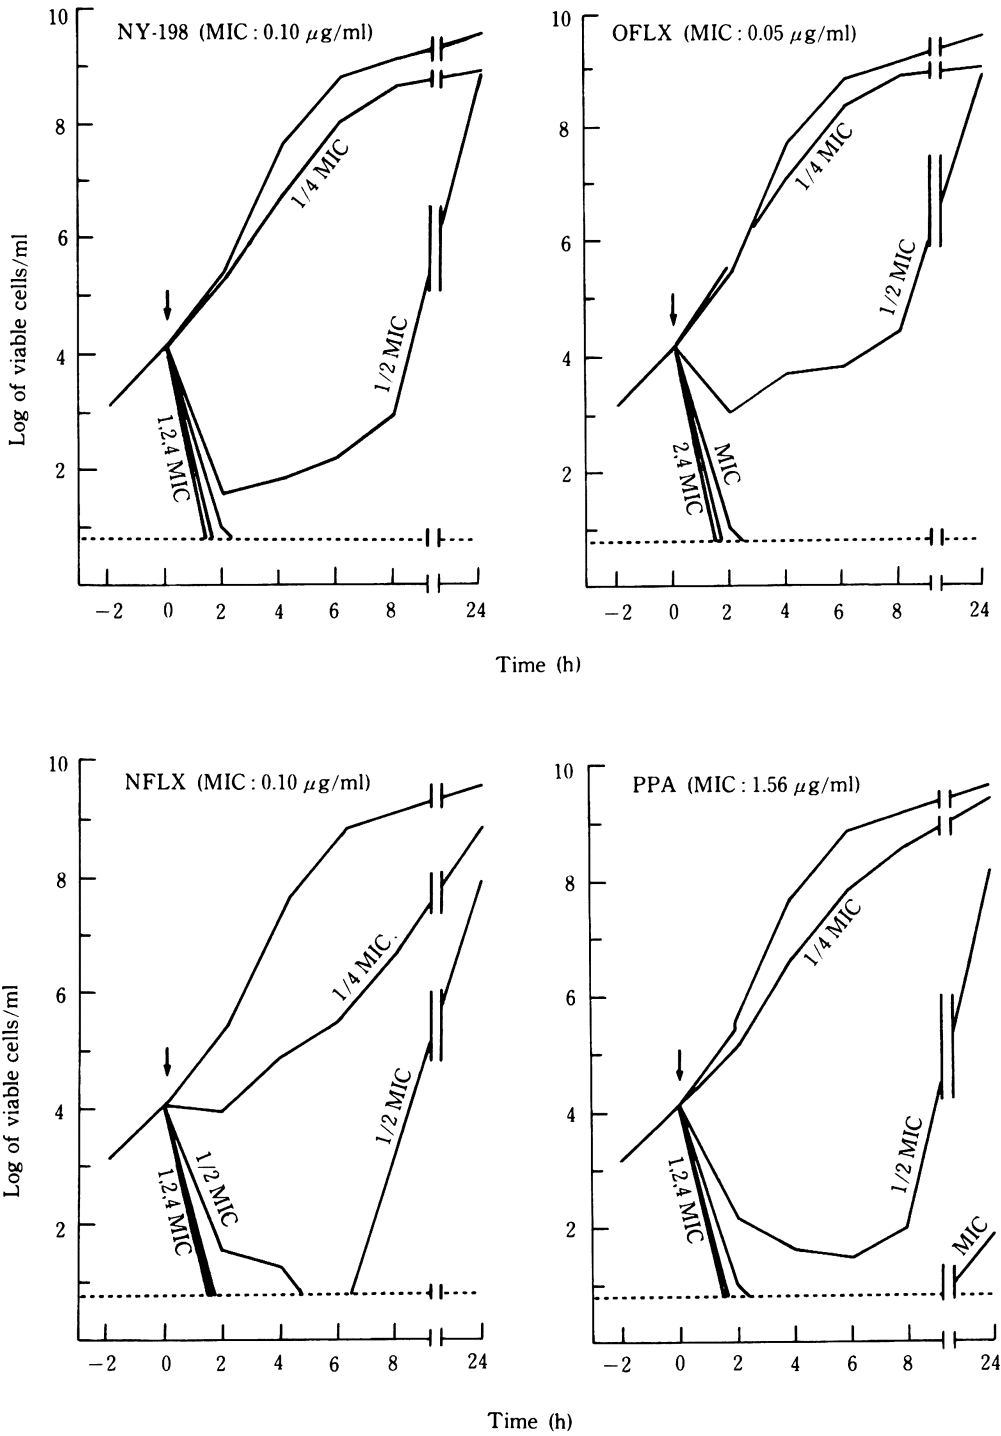 NY-198 (MIC : 0.10 μg/ml)
10
8
6
4
2
Log of viable cells/ml
1/4 MIC
1/2 MIC
1,2,4 MIC
−2 0 2 4 6 8 24
OFLX (MIC : 0.05 μg/ml)
10
8
6
4
2
1/4 MIC
1/2 MIC
MIC
2,4 MIC
−2 0 2 4 6 8 24
Time (h)
NFLX (MIC : 0.10 μg/ml)
10
8
6
4
2
Log of viable cells/ml
1/4 MIC
1/2 MIC
1/2 MIC
1,2,4 MIC
−2 0 2 4 6 8 24
PPA (MIC : 1.56 μg/ml)
10
8
6
4
2
1/4 MIC
1/2 MIC
1,2,4 MIC
MIC
−2 0 2 4 6 8 24
Time (h)